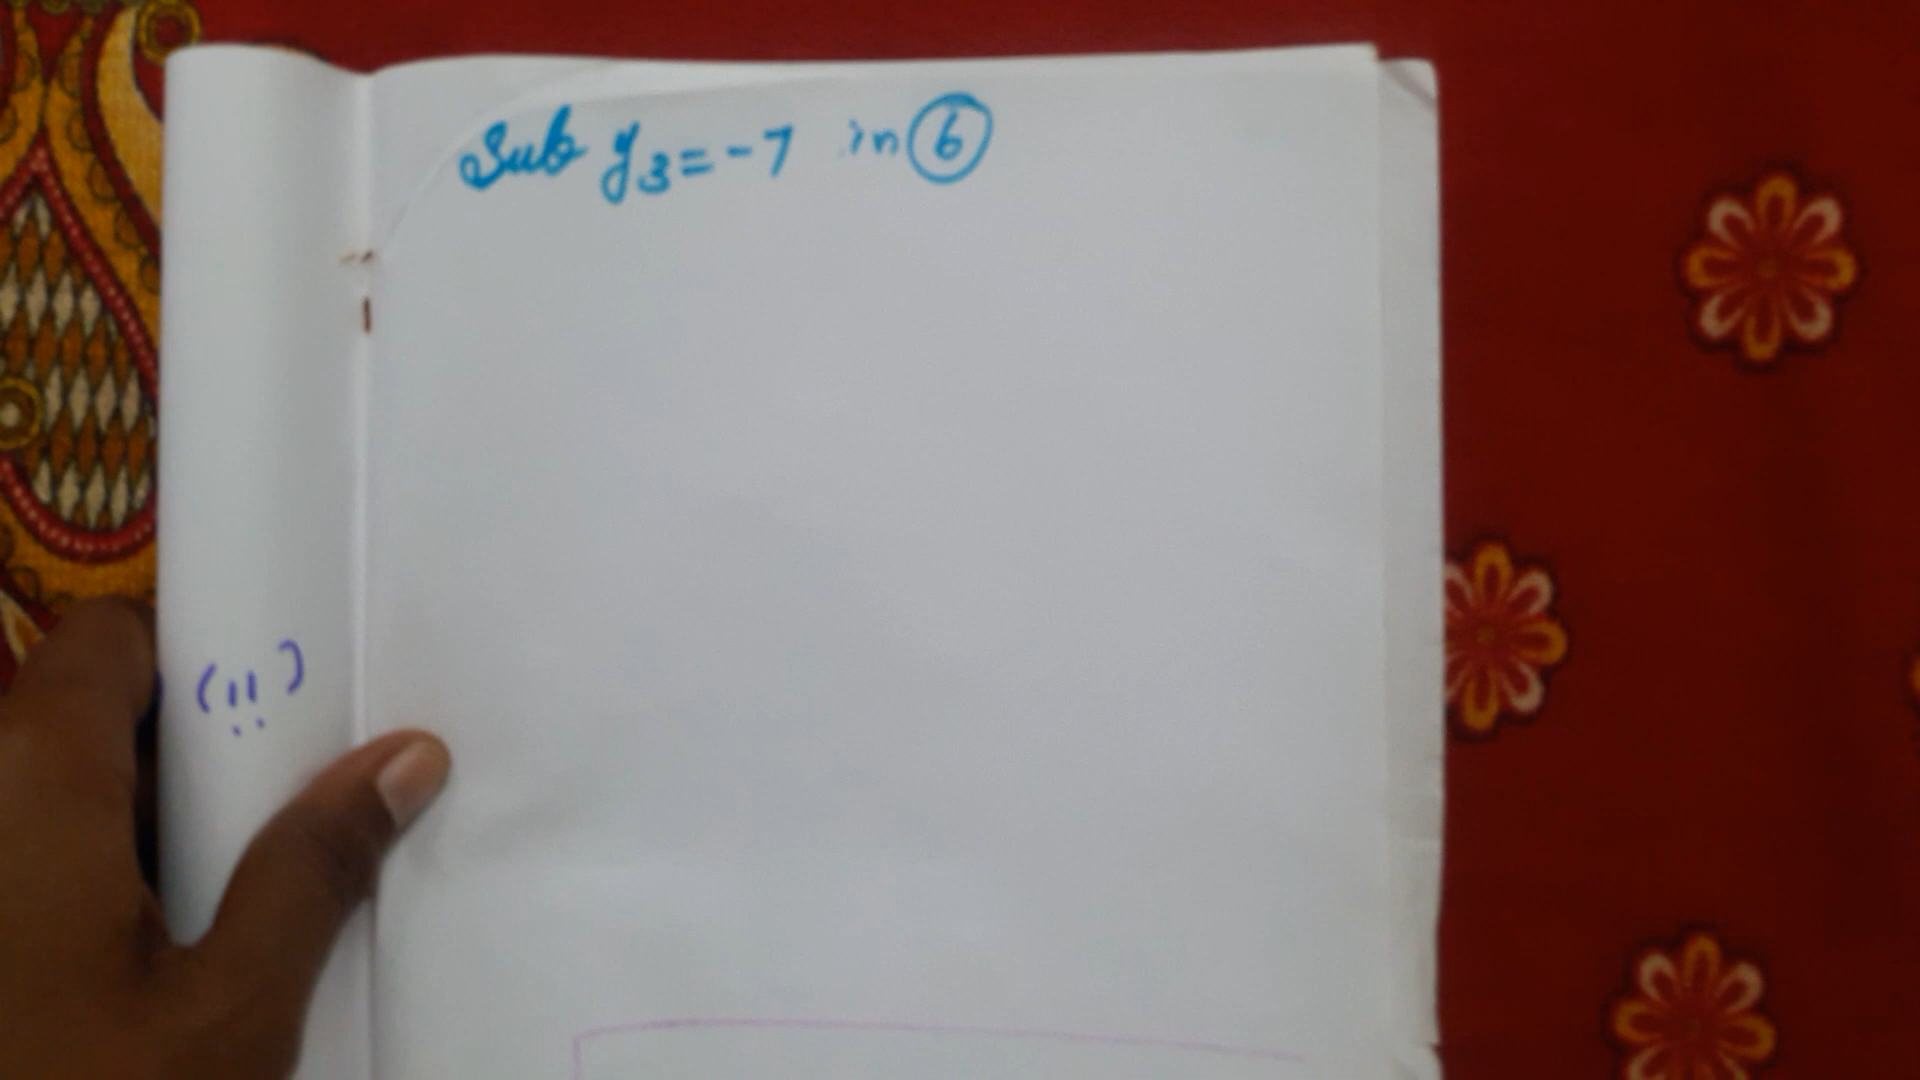 Sub y₃ = -7 in ⑥
(ii)